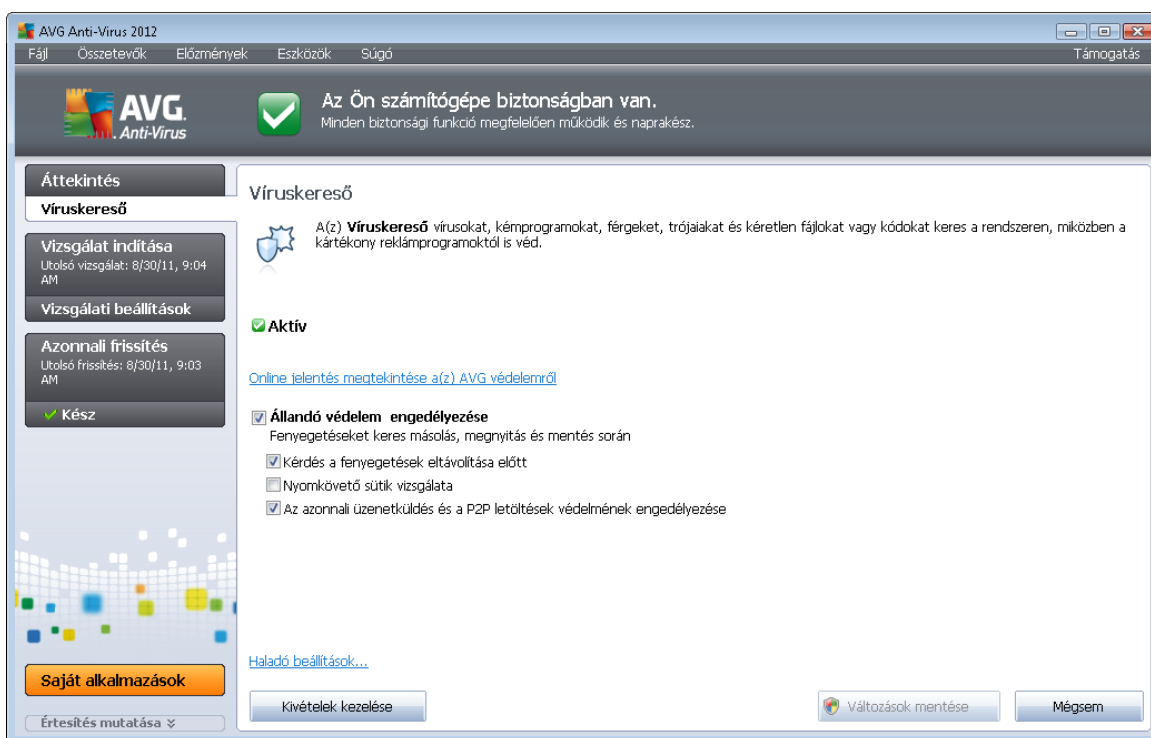 AVG Anti-Virus 2012
Fájl Összetevők Előzmények Eszközök Súgó Támogatás
AVG.
Anti-Virus
Az Ön számítógépe biztonságban van.
Minden biztonsági funkció megfelelően működik és naprakész.
Áttekintés
Víruskereső
Vizsgálat indítása
Utolsó vizsgálat: 8/30/11, 9:04
AM
Vizsgálati beállítások
Azonnali frissítés
Utolsó frissítés: 8/30/11, 9:03
AM
Kész
Saját alkalmazások
Értesítés mutatása
Víruskereső
A(z) Víruskereső vírusokat, kémprogramokat, férgeket, trójaiakat és kéretlen fájlokat vagy kódokat keres a rendszeren, miközben a
kártékony reklámprogramoktól is véd.
Aktív
Online jelentés megtekintése a(z) AVG védelemről
Állandó védelem engedélyezése
Fenyegetéseket keres másolás, megnyitás és mentés során
Kérdés a fenyegetések eltávolítása előtt
Nyomkövető sütik vizsgálata
Az azonnali üzenetküldés és a P2P letöltések védelmének engedélyezése
Haladó beállítások...
Kivételek kezelése
Változások mentése
Mégsem